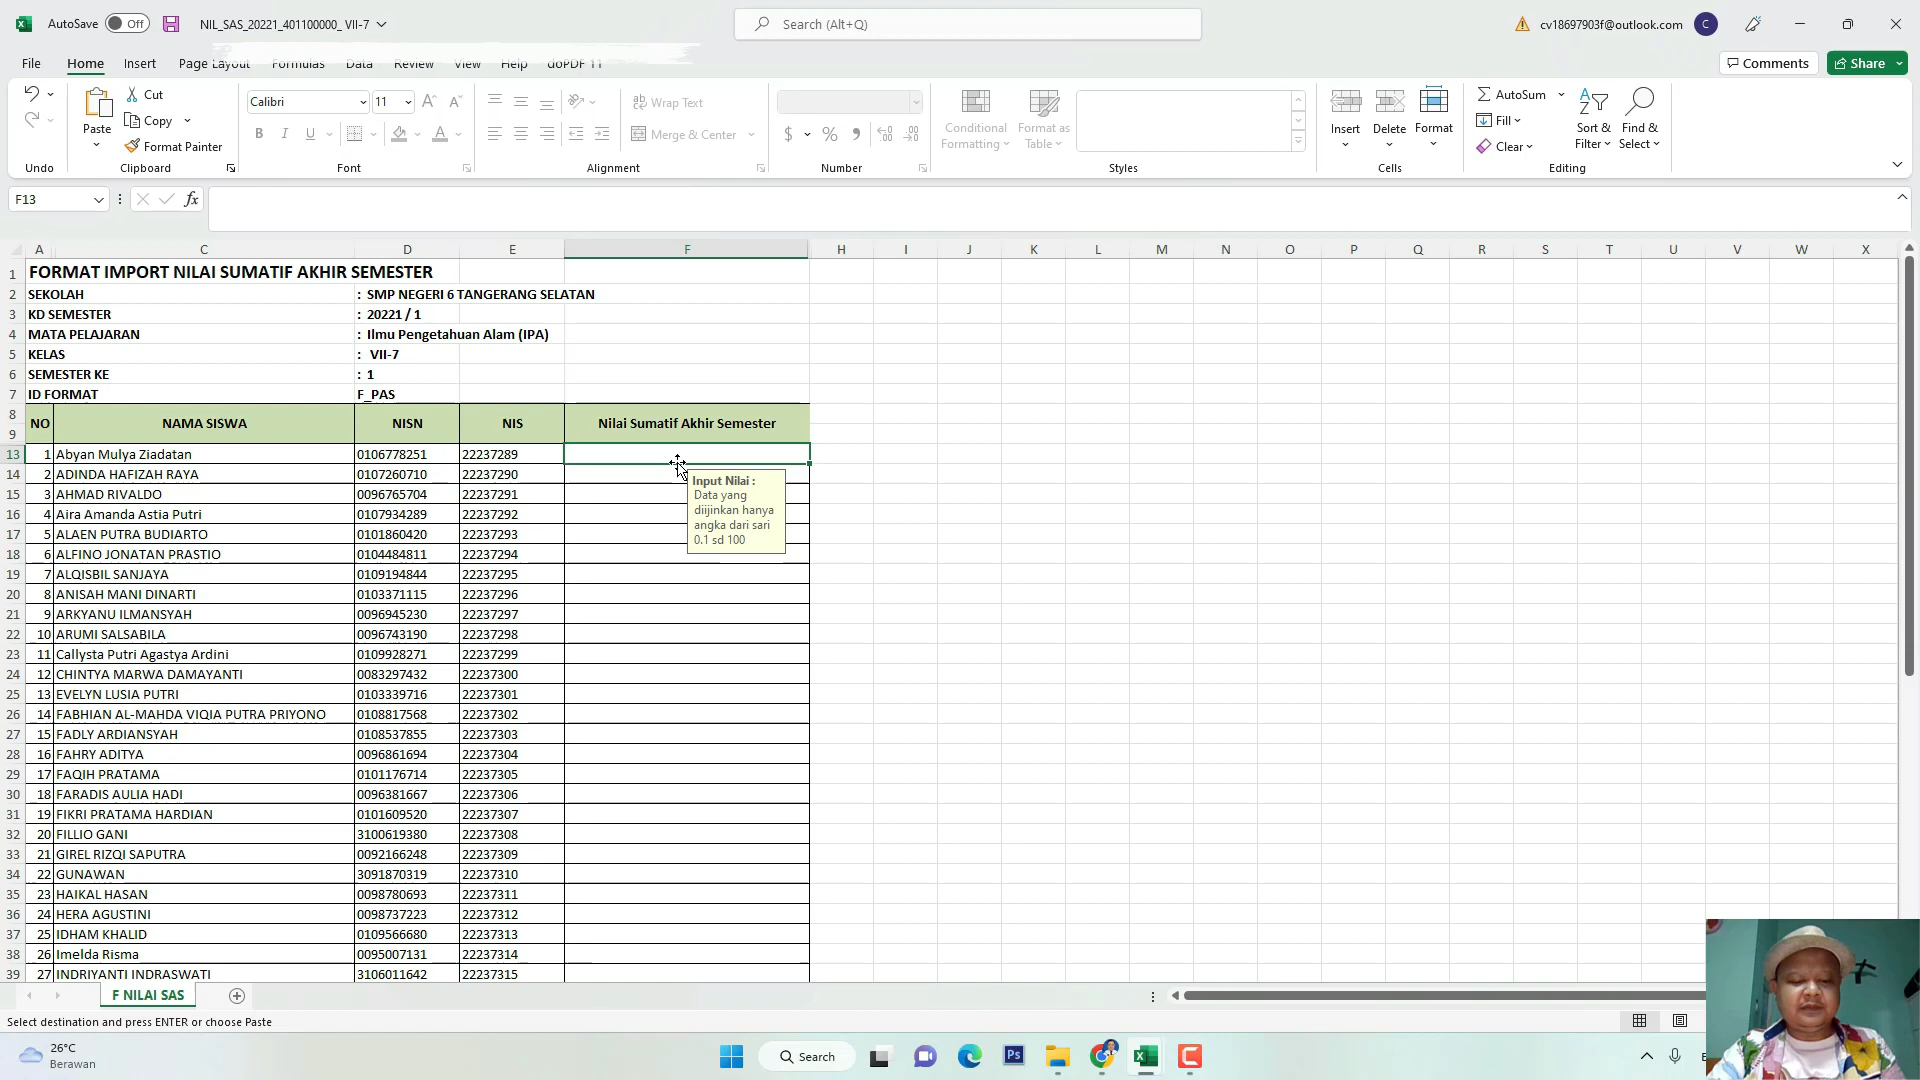 AutoSave Off NIL_SAS_20221_401100000_ VII-7 Search (Alt+Q) cv18697903f@outlook.com C
File Home Insert Page Layout Formulas Data Review View Help doPDF 11 Comments Share
Cut Calibri 11 Wrap Text AutoSum
Paste Copy Conditional Formatting Format as Table Insert Delete Format Fill Sort & Filter Find & Select
Format Painter B I U Merge & Center $ % Clear
Undo Clipboard Font Alignment Number Styles Cells Editing
F13 fx
A C D E F H I J K L M N O P Q R S T U V W X
1 FORMAT IMPORT NILAI SUMATIF AKHIR SEMESTER
2 SEKOLAH : SMP NEGERI 6 TANGERANG SELATAN
3 KD SEMESTER : 20221 / 1
4 MATA PELAJARAN : Ilmu Pengetahuan Alam (IPA)
5 KELAS : VII-7
6 SEMESTER KE : 1
7 ID FORMAT F_PAS
8
NO NAMA SISWA NISN NIS Nilai Sumatif Akhir Semester
9
13 1 Abyan Mulya Ziadatan 0106778251 22237289
14 2 ADINDA HAFIZAH RAYA 0107260710 22237290
15 3 AHMAD RIVALDO 0096765704 22237291
16 4 Aira Amanda Astia Putri 0107934289 22237292
17 5 ALAEN PUTRA BUDIARTO 0101860420 22237293
18 6 ALFINO JONATAN PRASTIO 0104484811 22237294
19 7 ALQISBIL SANJAYA 0109194844 22237295
20 8 ANISAH MANI DINARTI 0103371115 22237296
21 9 ARKYANU ILMANSYAH 0096945230 22237297
22 10 ARUMI SALSABILA 0096743190 22237298
23 11 Callysta Putri Agastya Ardini 0109928271 22237299
24 12 CHINTYA MARWA DAMAYANTI 0083297432 22237300
25 13 EVELYN LUSIA PUTRI 0103339716 22237301
26 14 FABHIAN AL-MAHDA VIQIA PUTRA PRIYONO 0108817568 22237302
27 15 FADLY ARDIANSYAH 0108537855 22237303
28 16 FAHRY ADITYA 0096861694 22237304
29 17 FAQIH PRATAMA 0101176714 22237305
30 18 FARADIS AULIA HADI 0096381667 22237306
31 19 FIKRI PRATAMA HARDIAN 0101609520 22237307
32 20 FILLIO GANI 3100619380 22237308
33 21 GIREL RIZQI SAPUTRA 0092166248 22237309
34 22 GUNAWAN 3091870319 22237310
35 23 HAIKAL HASAN 0098780693 22237311
36 24 HERA AGUSTINI 0098737223 22237312
37 25 IDHAM KHALID 0109566680 22237313
38 26 Imelda Risma 0095007131 22237314
39 27 INDRIYANTI INDRASWATI 3106011642 22237315
Input Nilai :
Data yang
diijinkan hanya
angka dari sari
0.1 sd 100
F NILAI SAS
Select destination and press ENTER or choose Paste
26°C
Berawan
Search
Ps